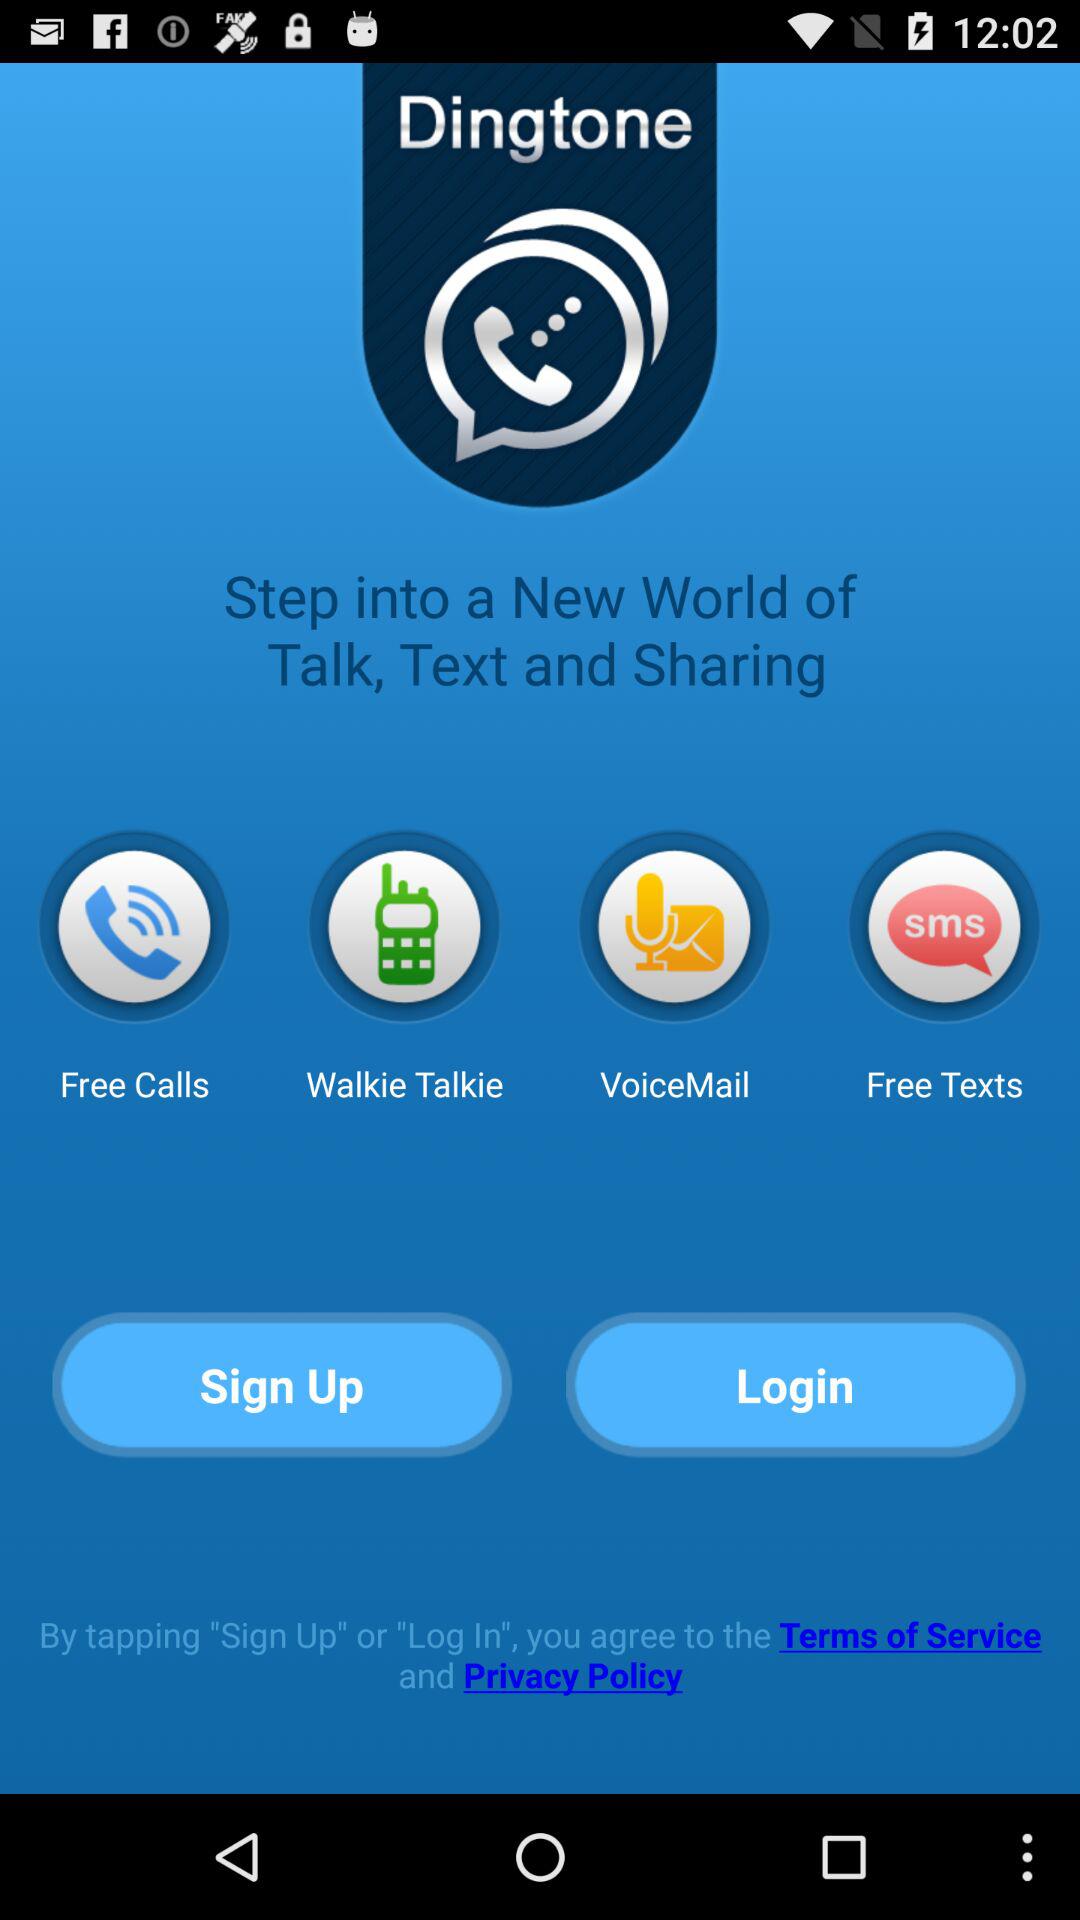 FAKE
12:02
Dingtone
Step into a New World of
Talk, Text and Sharing
sms
Free Calls
Walkie Talkie
VoiceMail
Free Texts
Sign Up
Login
By tapping "Sign Up" or "Log In", you agree to the Terms of Service
and Privacy Policy